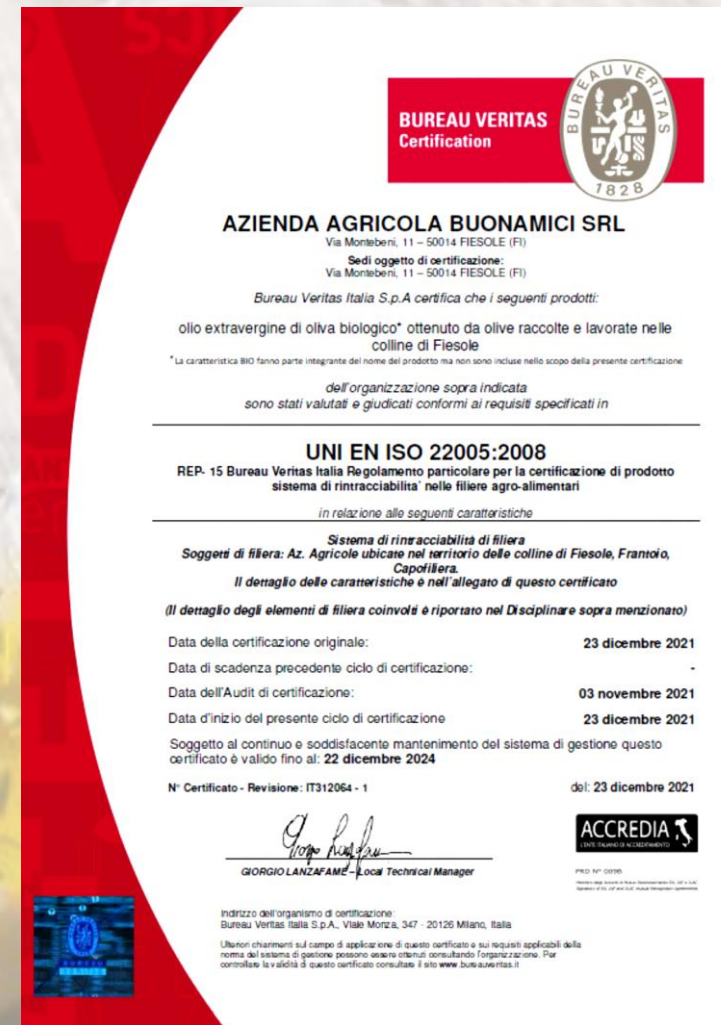 BUREAU VERITAS
Certification
BUREAU VERITAS
1828
AZIENDA AGRICOLA BUONAMICI SRL
Via Montebeni, 11 – 50014 FIESOLE (FI)
Sedi oggetto di certificazione:
Via Montebeni, 11 – 50014 FIESOLE (FI)
Bureau Veritas Italia S.p.A certifica che i seguenti prodotti:
olio extravergine di oliva biologico* ottenuto da olive raccolte e lavorate nelle
colline di Fiesole
* La caratteristica BIO fanno parte integrante del nome del prodotto ma non sono incluse nello scopo della presente certificazione
dell'organizzazione sopra indicata
sono stati valutati e giudicati conformi ai requisiti specificati in
UNI EN ISO 22005:2008
REP- 15 Bureau Veritas Italia Regolamento particolare per la certificazione di prodotto
sistema di rintracciabilita' nelle filiere agro-alimentari
in relazione alle seguenti caratteristiche
Sistema di rintracciabilità di filiera
Soggetti di filiera: Az. Agricole ubicate nel territorio delle colline di Fiesole, Frantoio,
Capofiliera.
Il dettaglio delle caratteristiche è nell'allegato di questo certificato
(Il dettaglio degli elementi di filiera coinvolti è riportato nel Disciplinare sopra menzionato)
Data della certificazione originale: 23 dicembre 2021
Data di scadenza precedente ciclo di certificazione: -
Data dell'Audit di certificazione: 03 novembre 2021
Data d'inizio del presente ciclo di certificazione 23 dicembre 2021
Soggetto al continuo e soddisfacente mantenimento del sistema di gestione questo
certificato è valido fino al: 22 dicembre 2024
N° Certificato - Revisione: IT312064 - 1 del: 23 dicembre 2021
ACCREDIA
L'ENTE ITALIANO DI ACCREDITAMENTO
GIORGIO LANZAFAME – Local Technical Manager
PRD N° 009B
Indirizzo dell'organismo di certificazione:
Bureau Veritas Italia S.p.A., Viale Monza, 347 - 20126 Milano, Italia
Ulteriori chiarimenti sul campo di applicazione di questo certificato e sui requisiti applicabili della
norma del sistema di gestione possono essere ottenuti consultando l'organizzazione. Per
controllare la validità di questo certificato consultare il sito www.bureauveritas.it
BUREAU
VERITAS